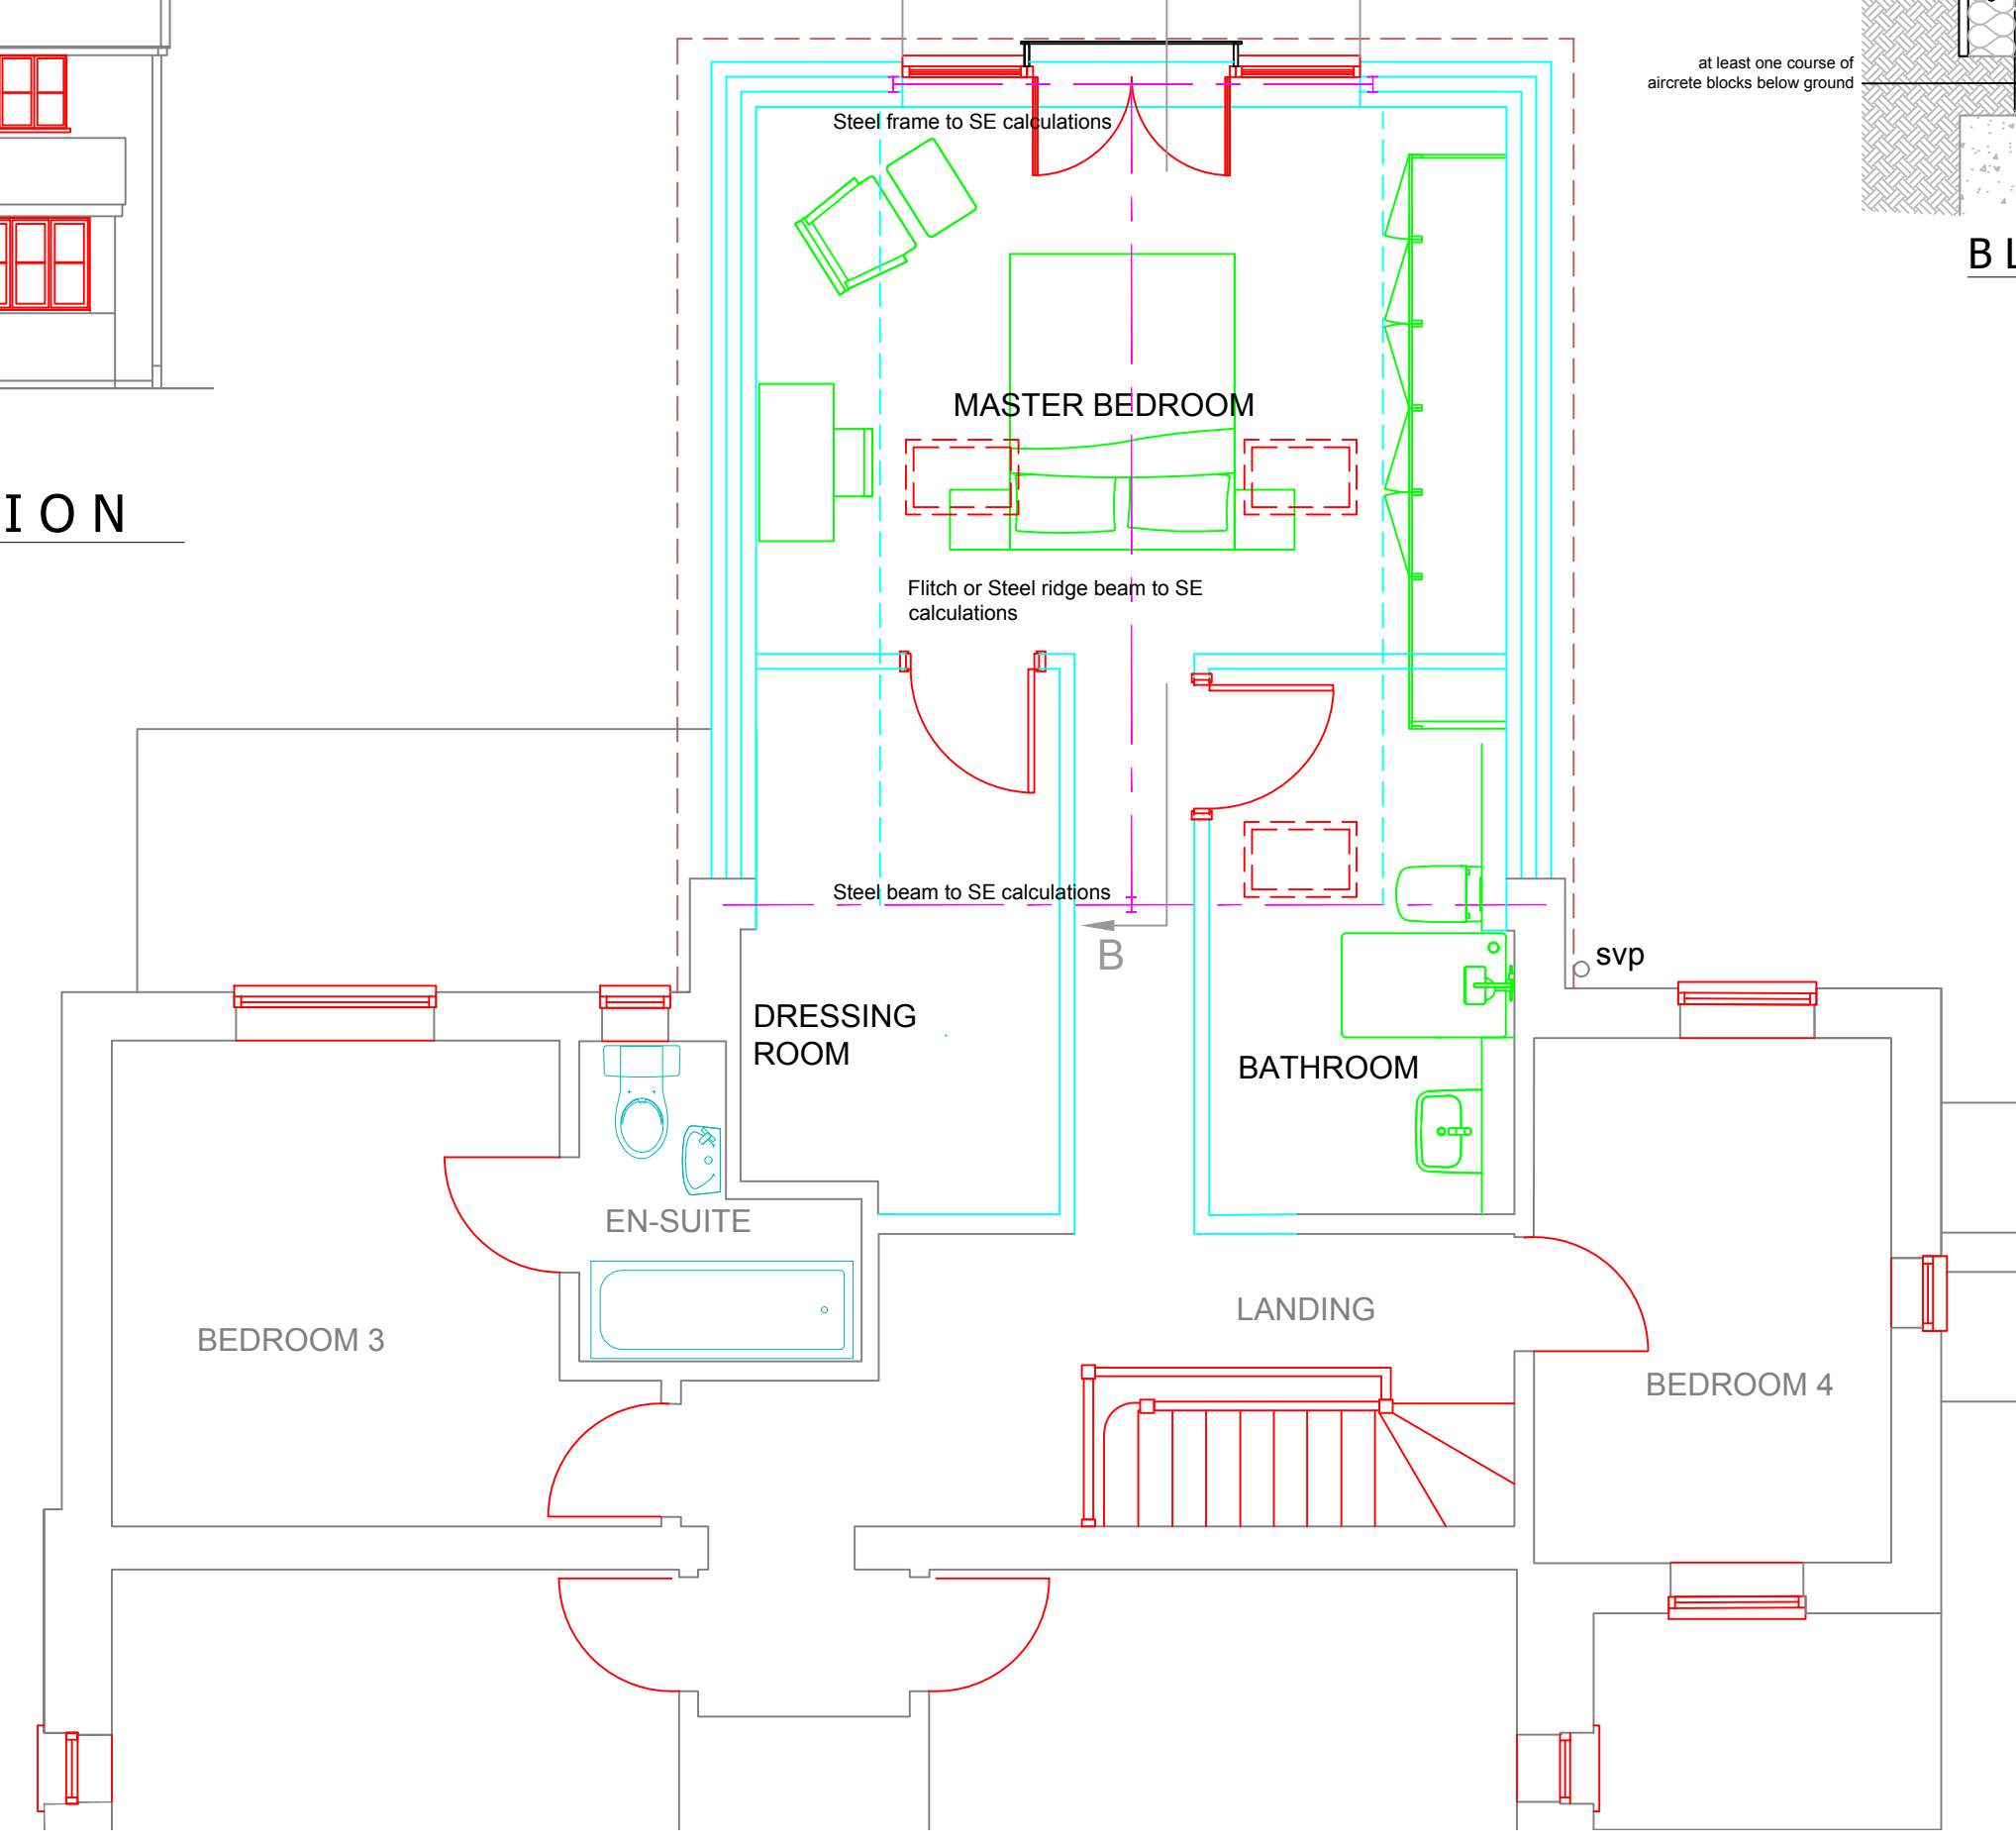 at least one course of
aircrete blocks below ground
Steel frame to SE calculations
B L
MASTER BEDROOM
I O N
Flitch or Steel ridge beam to SE
calculations
Steel beam to SE calculations
B
svp
DRESSING
ROOM
BATHROOM
EN-SUITE
LANDING
BEDROOM 3
BEDROOM 4